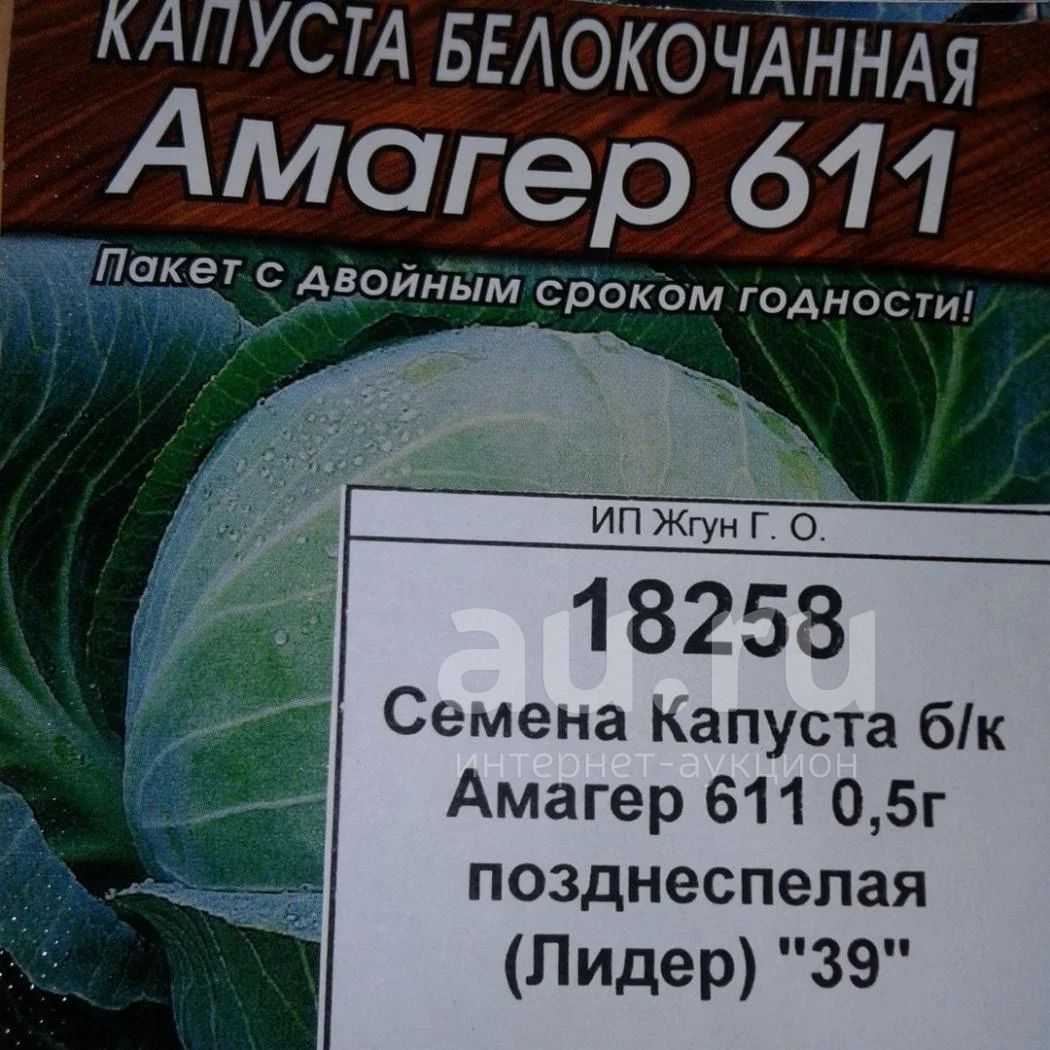 КАПУСТА БЕЛОКОЧАННАЯ
Амагер 611
Пакет с двойным сроком годности!
ИП Жгун Г. О.
18258
au.ru
Семена Капуста б/к
интернет-аукцион
Амагер 611 0,5г
позднеспелая
(Лидер) "39"